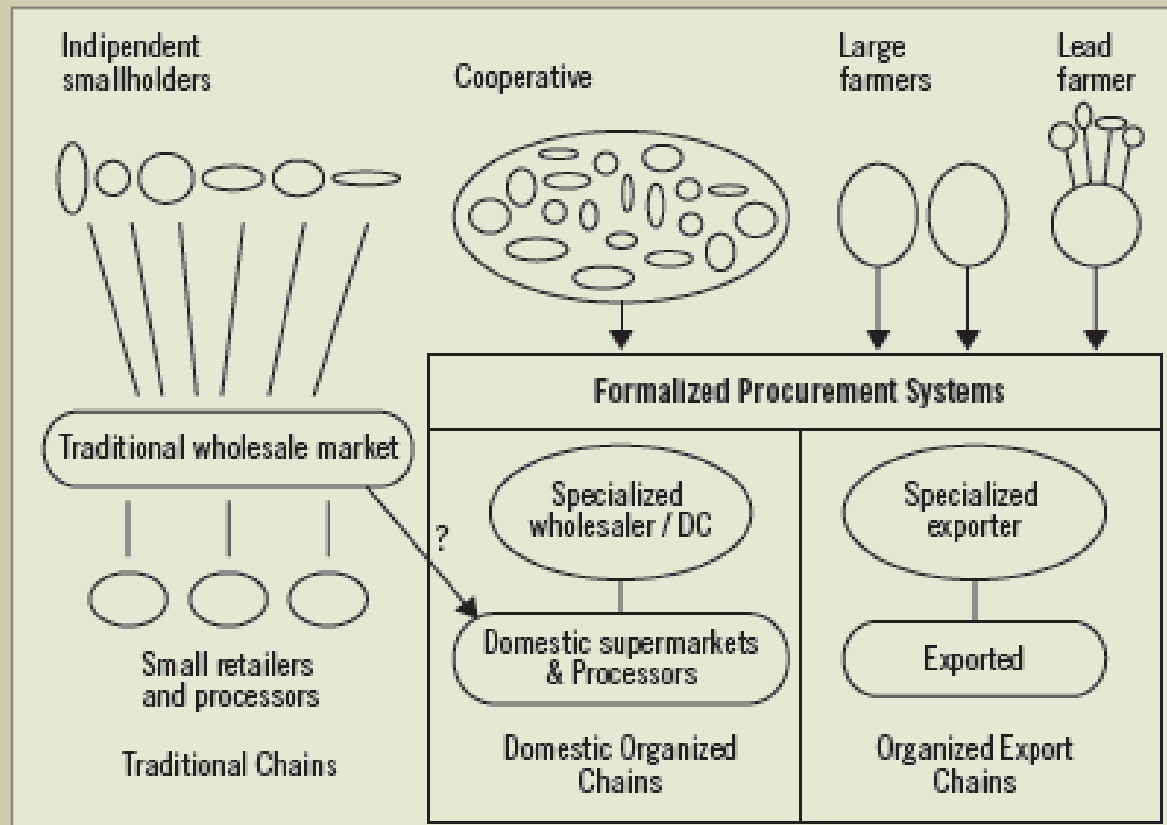 Indipendent
smallholders
Cooperative
Large
farmers
Lead
farmer
Formalized Procurement Systems
Traditional wholesale market
?
Specialized
wholesaler / DC
Specialized
exporter
Domestic supermarkets
& Processors
Exported
Small retailers
and processors
Traditional Chains
Domestic Organized
Chains
Organized Export
Chains